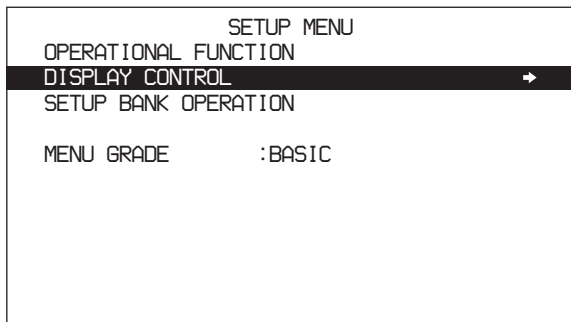 SETUP MENU
OPERATIONAL FUNCTION
DISPLAY CONTROL →
SETUP BANK OPERATION
MENU GRADE :BASIC